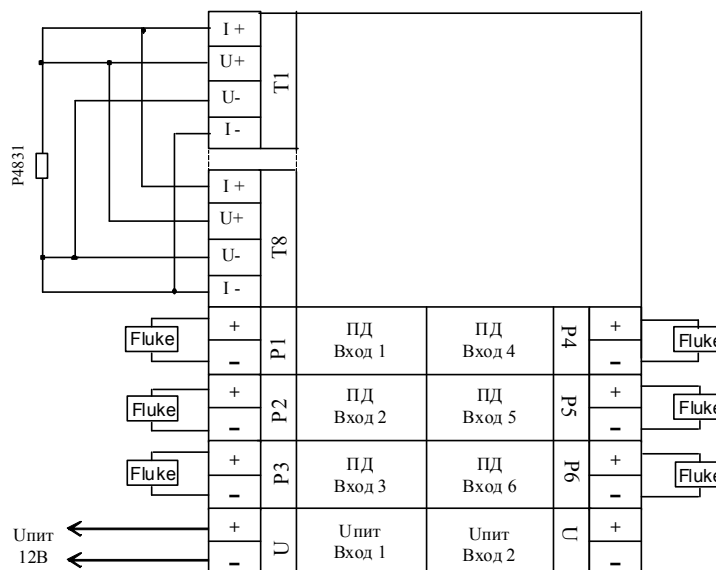 I +
U+
T1
U-
I -
P4831
I +
U+
T8
U-
I -
Fluke
+
-
P1
ПД
Вход 1
ПД
Вход 4
P4
+
-
Fluke
Fluke
+
-
P2
ПД
Вход 2
ПД
Вход 5
P5
+
-
Fluke
Fluke
+
-
P3
ПД
Вход 3
ПД
Вход 6
P6
+
-
Fluke
Uпит
12В
+
-
U
Uпит
Вход 1
Uпит
Вход 2
U
+
-